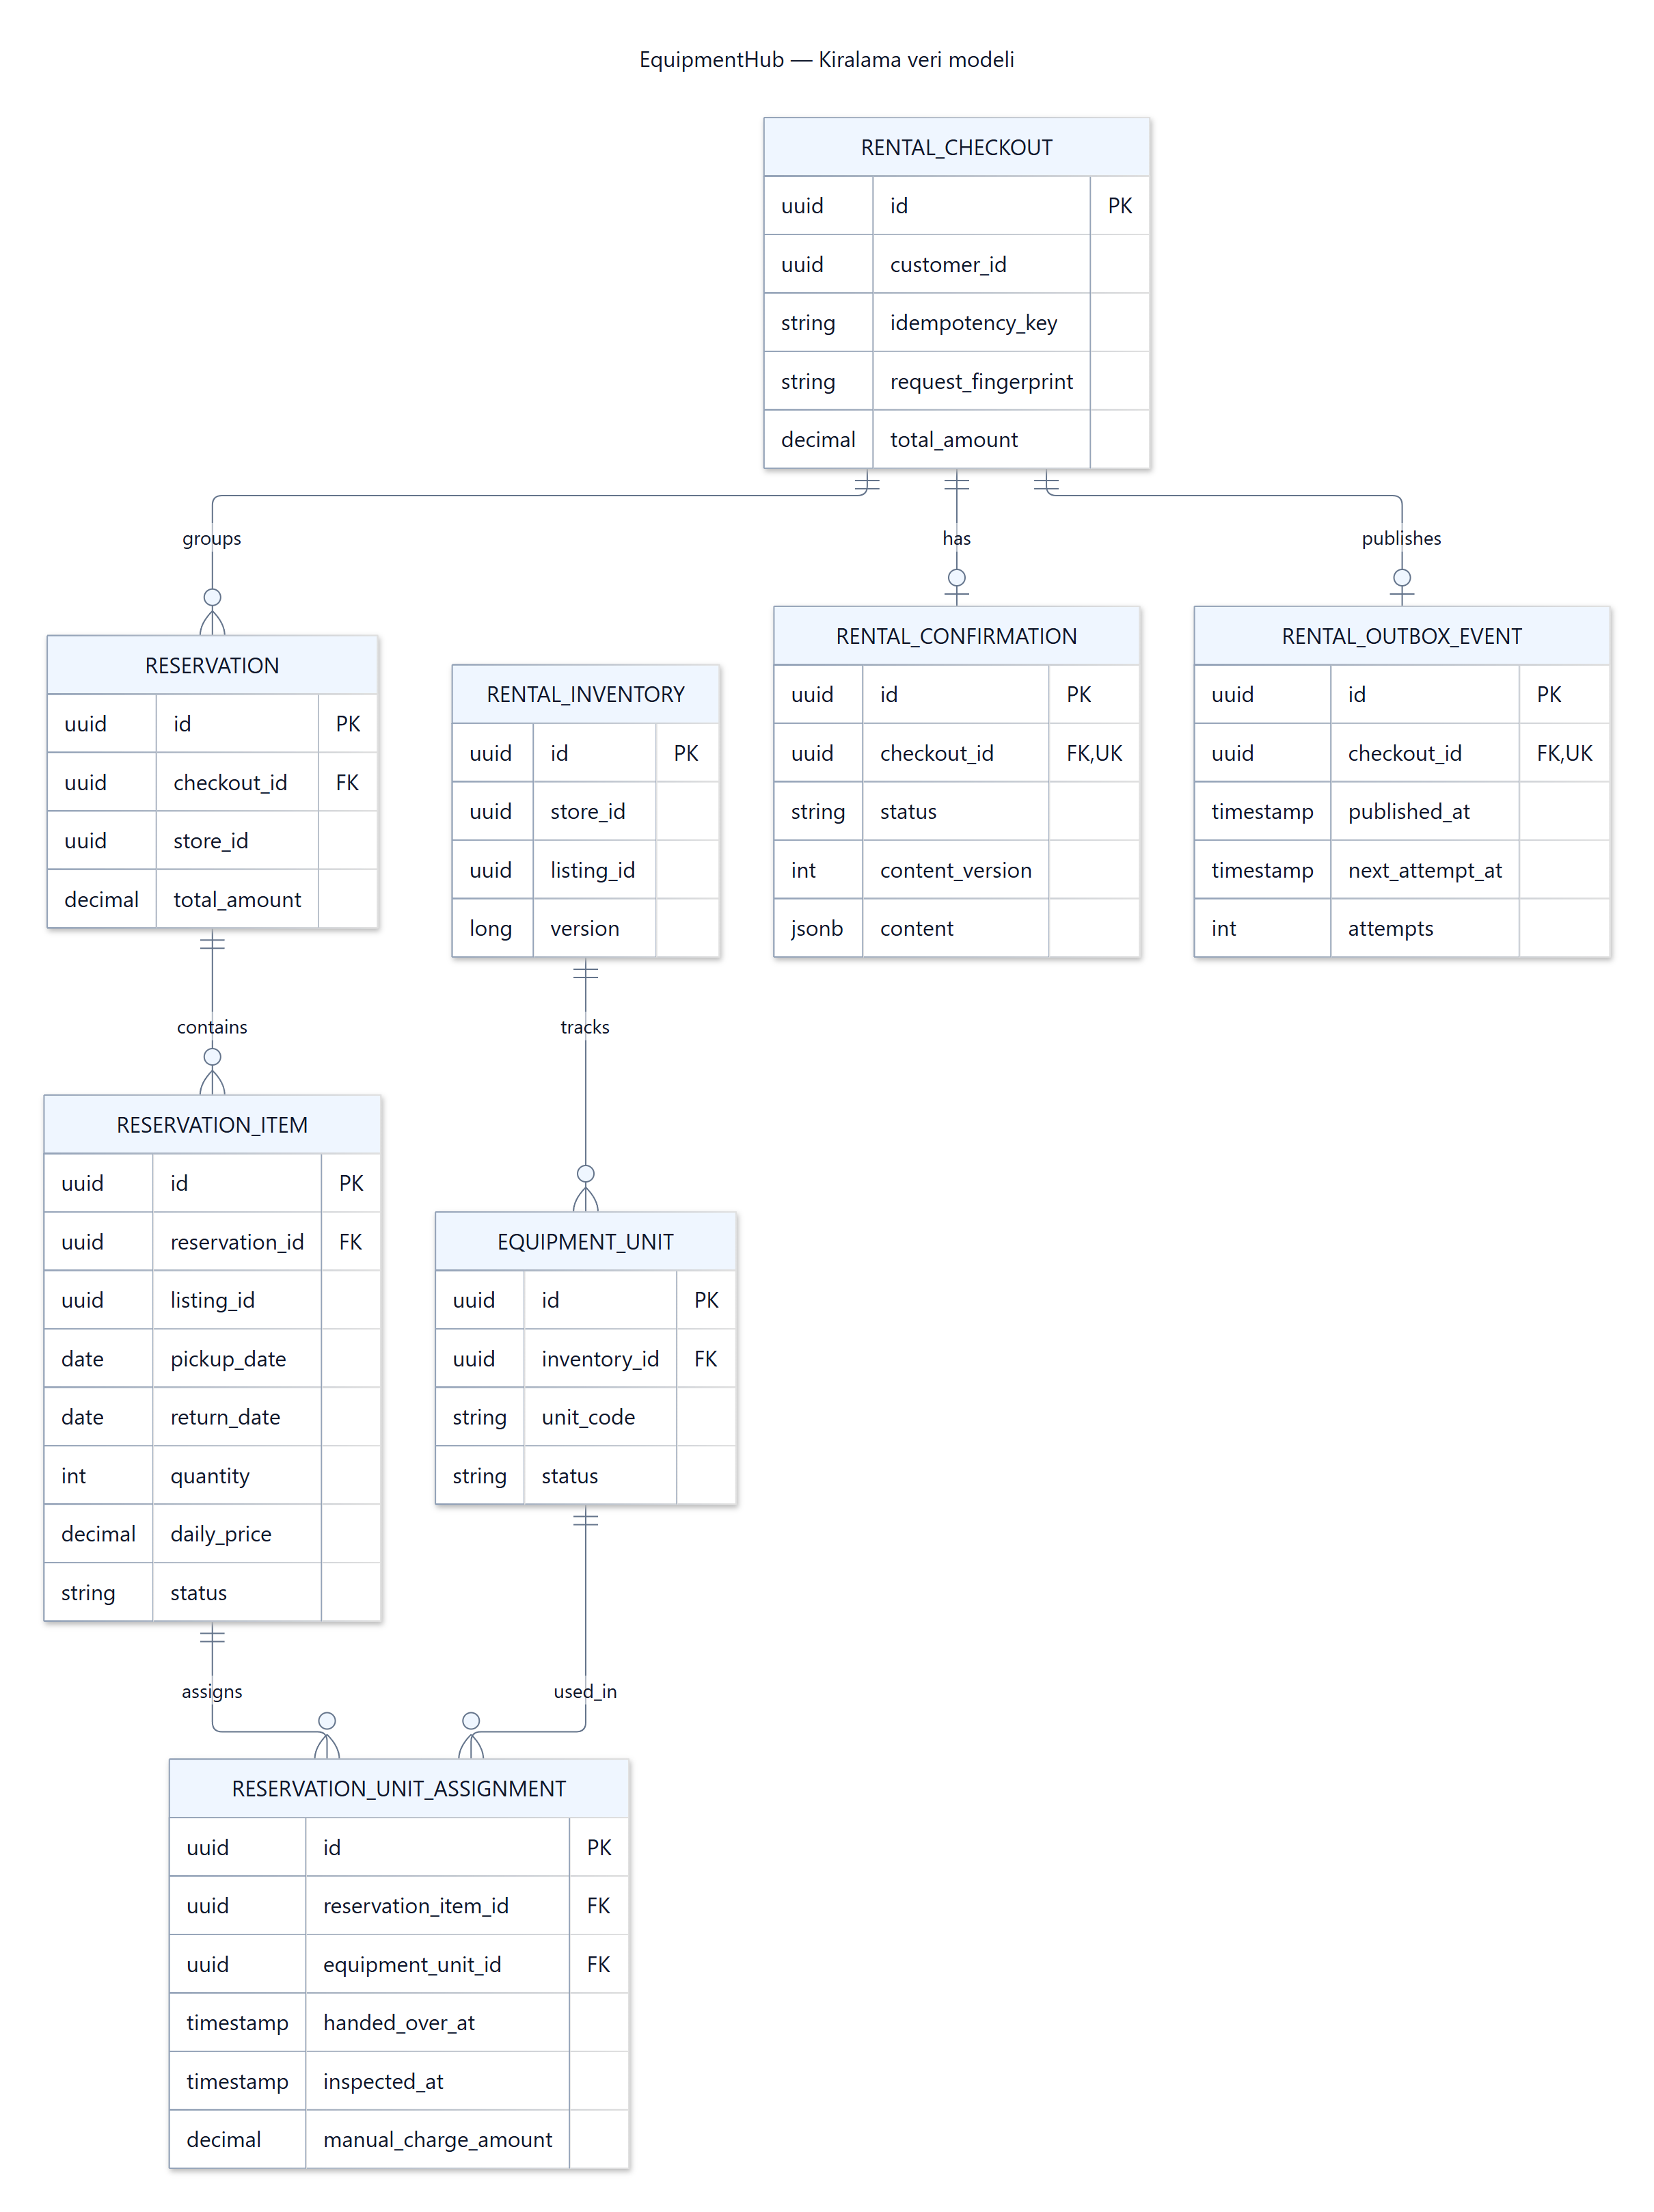 EquipmentHub — Kiralama veri modeli
RENTAL_CHECKOUT
uuid id PK
uuid customer_id
string idempotency_key
string request_fingerprint
decimal total_amount
groups
has
publishes
RESERVATION
uuid id PK
uuid checkout_id FK
uuid store_id
decimal total_amount
RENTAL_INVENTORY
uuid id PK
uuid store_id
uuid listing_id
long version
RENTAL_CONFIRMATION
uuid id PK
uuid checkout_id FK,UK
string status
int content_version
jsonb content
RENTAL_OUTBOX_EVENT
uuid id PK
uuid checkout_id FK,UK
timestamp published_at
timestamp next_attempt_at
int attempts
contains
tracks
RESERVATION_ITEM
uuid id PK
uuid reservation_id FK
uuid listing_id
date pickup_date
date return_date
int quantity
decimal daily_price
string status
EQUIPMENT_UNIT
uuid id PK
uuid inventory_id FK
string unit_code
string status
assigns
used_in
RESERVATION_UNIT_ASSIGNMENT
uuid id PK
uuid reservation_item_id FK
uuid equipment_unit_id FK
timestamp handed_over_at
timestamp inspected_at
decimal manual_charge_amount